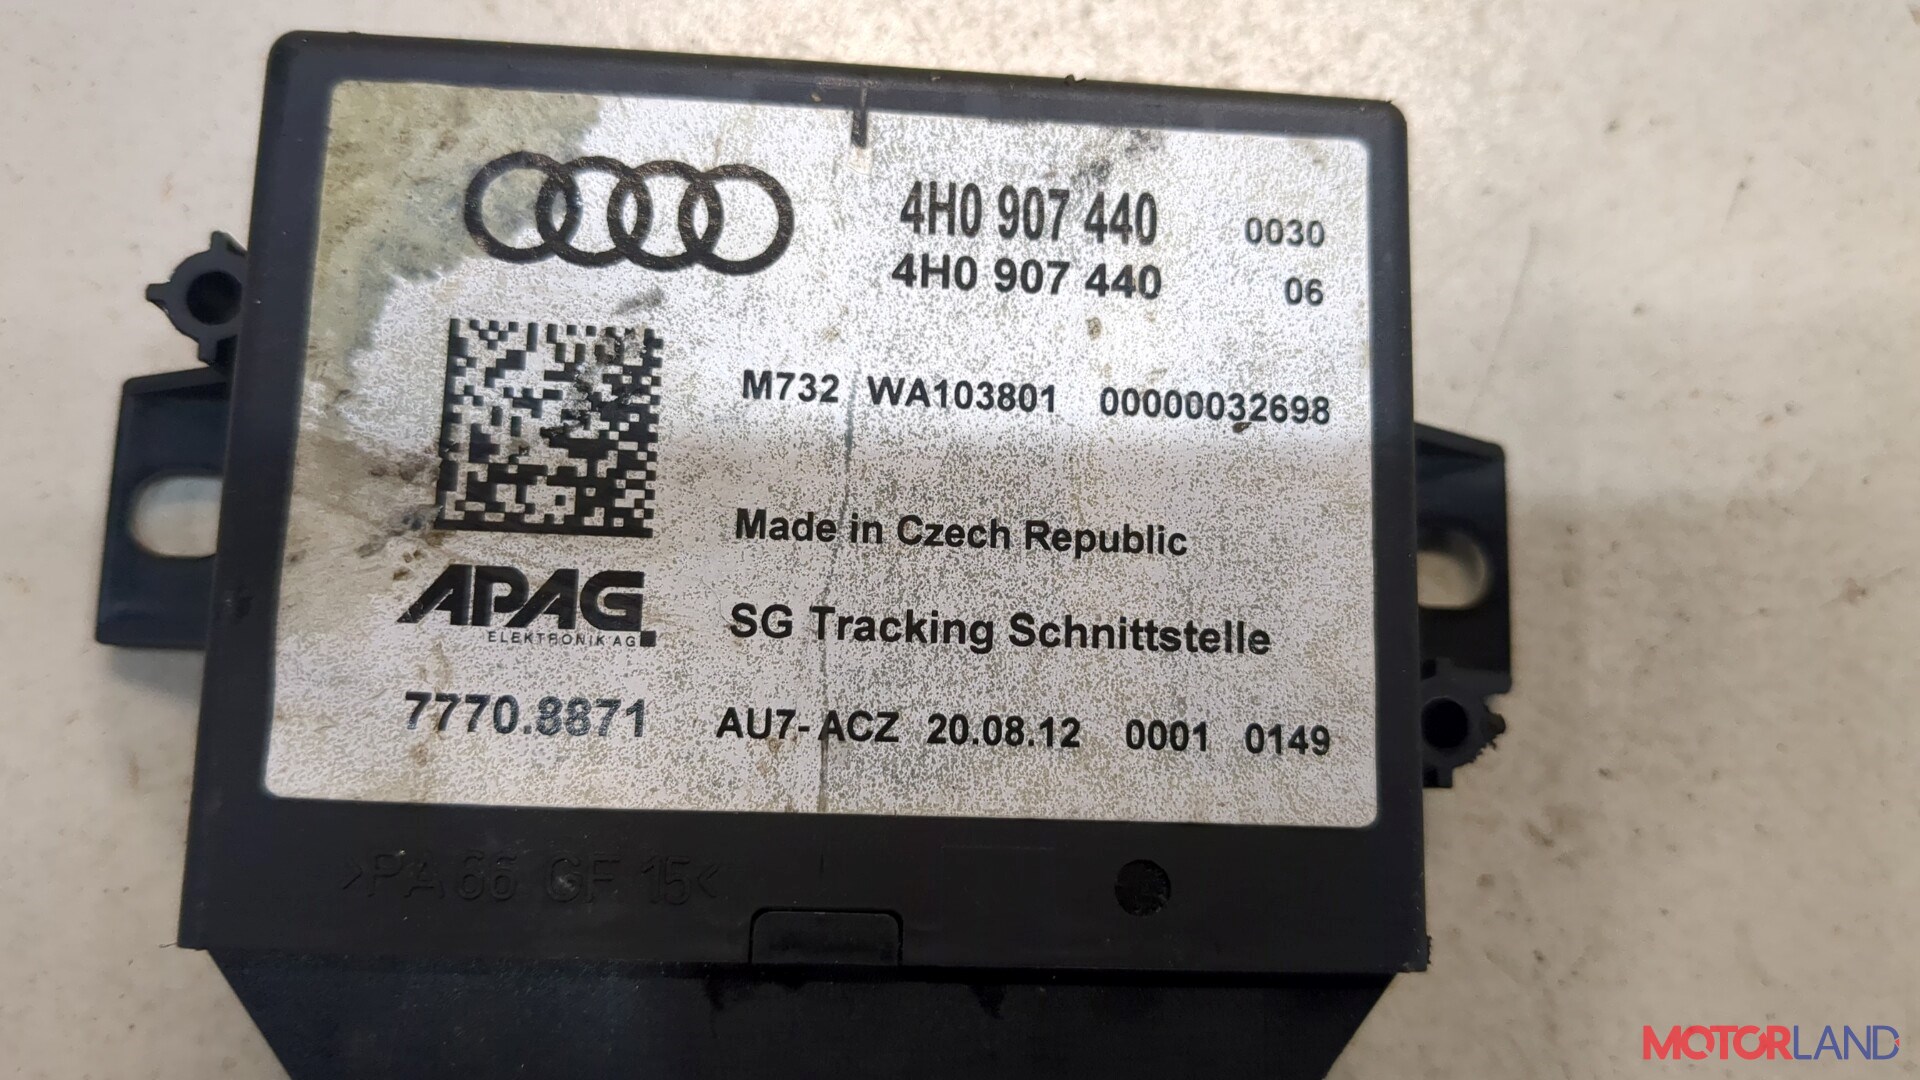 4H0 907 440 0030
4H0 907 440 06
M732 WA103801 00000032698
Made in Czech Republic
APAG
ELEKTRONIK AG
SG Tracking Schnittstelle
7770.8871 AU7-ACZ 20.08.12 0001 0149
>PA 66 GF 15<
MOTORLAND